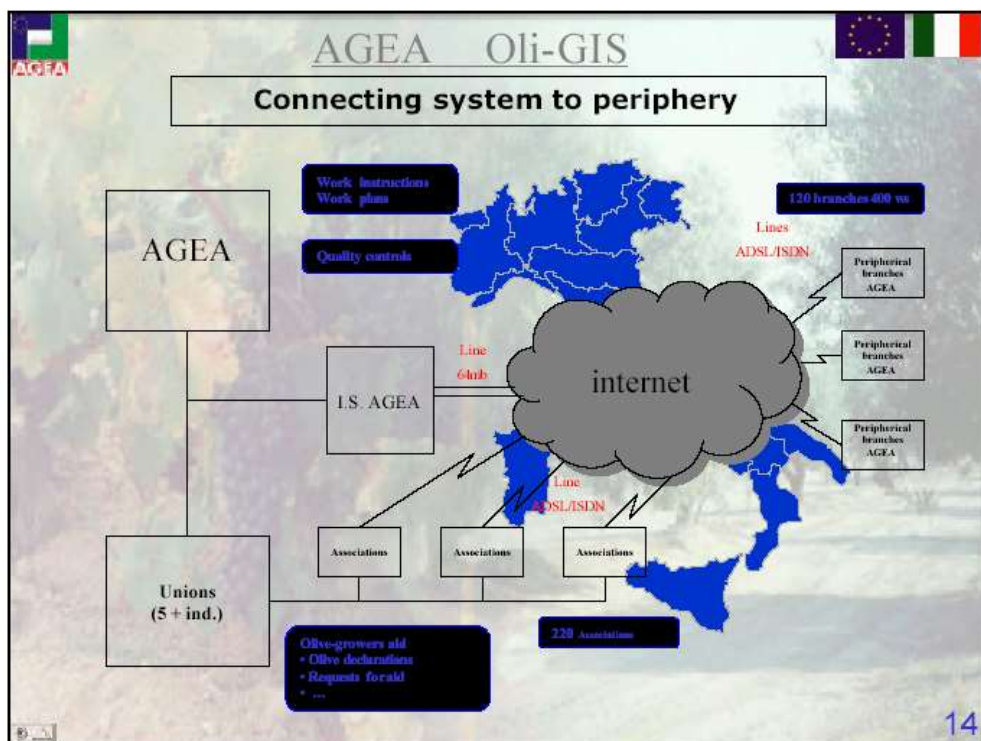 AGEA
AGEA Oli-GIS
Connecting system to periphery
Work instructions
Work plans
Quality controls
120 branches 400 ws
AGEA
Lines
ADSL/ISDN
Peripherical
branches
AGEA
Peripherical
branches
AGEA
Peripherical
branches
AGEA
Line
64mb
I.S. AGEA
internet
Line
ADSL/ISDN
Associations
Associations
Associations
Unions
(5 + ind.)
Olive-growers aid
• Olive declarations
• Requests for aid
• ...
220 Associations
14